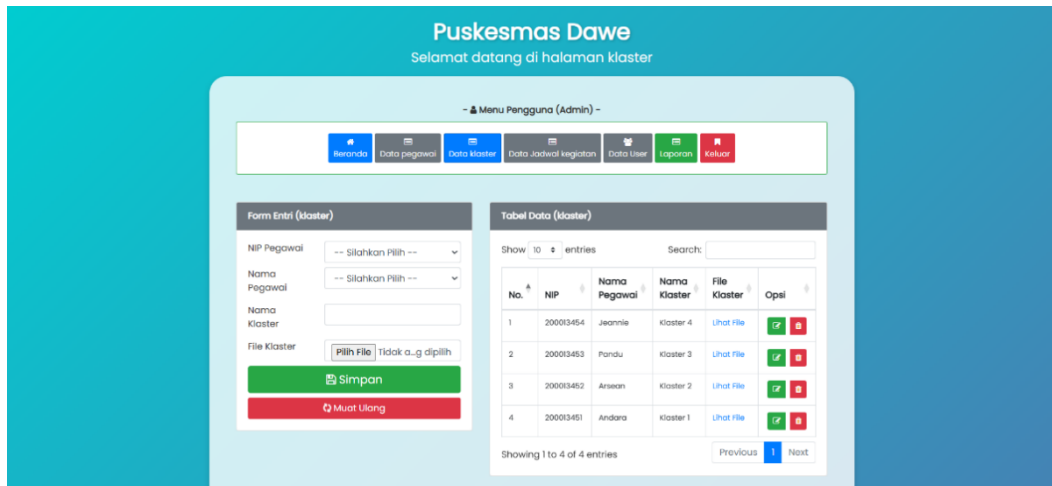 Puskesmas Dawe
Selamat datang di halaman klaster
- Menu Pengguna (Admin) -
Beranda Data pegawai Data klaster Data Jadwal kegiatan Data User Laporan Keluar
Form Entri (klaster)
NIP Pegawai -- Silahkan Pilih --
Nama Pegawai -- Silahkan Pilih --
Nama Klaster
File Klaster Pilih File Tidak a...g dipilih
Simpan
Muat Ulang
Tabel Data (klaster)
Show 10 entries Search:
No. NIP Nama Pegawai Nama Klaster File Klaster Opsi
1 200013454 Jeannie Klaster 4 Lihat File
2 200013453 Pandu Klaster 3 Lihat File
3 200013452 Arsean Klaster 2 Lihat File
4 200013451 Andara Klaster 1 Lihat File
Showing 1 to 4 of 4 entries Previous 1 Next